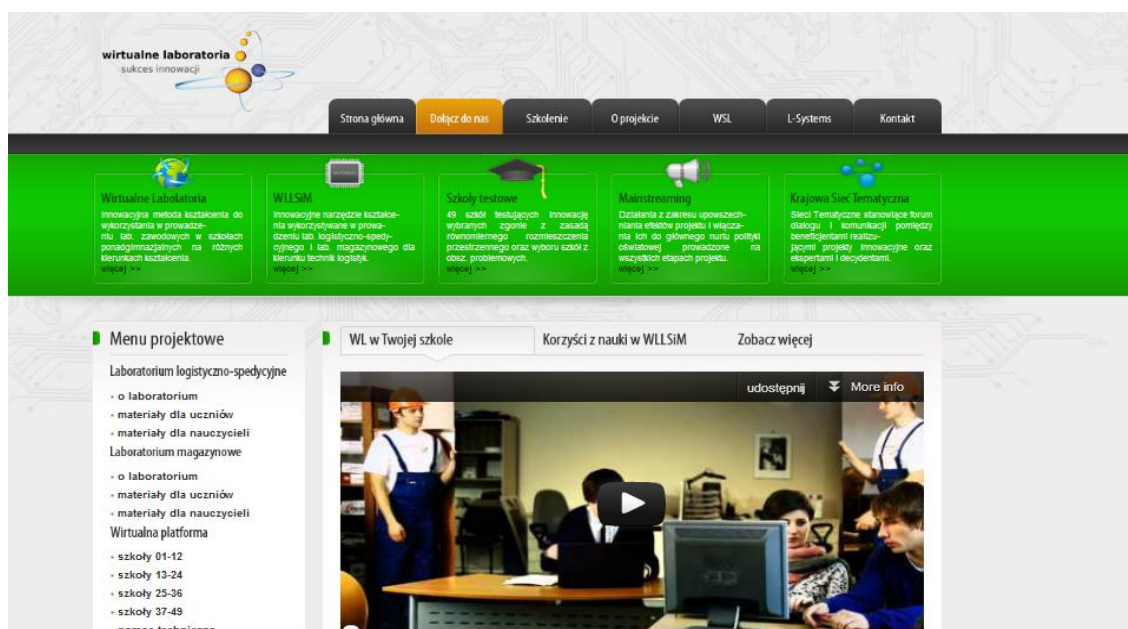 wirtualne laboratoria
sukces innowacji
Strona główna
Dołącz do nas
Szkolenie
O projekcie
WSL
L-Systems
Kontakt
Wirtualne Labolatoria
Innowacyjna metoda kształcenia do
wykorzystania w prowadze-
niu lab. zawodowych w szkołach
ponadgimnazjalnych na różnych
kierunkach kształcenia.
więcej >>
WLLSiM
Innowacyjne narzędzie kształce-
nia wykorzystywane w prowa-
dzeniu lab. logistyczno-spedy-
cyjnego i lab. magazynowego dla
kierunku technik logistyk.
więcej >>
Szkoły testowe
49 szkół testujących innowację
wybranych zgonie z zasadą
równomiernego rozmieszczenia
przestrzennego oraz wyboru szkół z
obsz. problemowych.
więcej >>
Mainstreaming
Działania z zakresu upowszech-
niania efektów projektu i włącza-
nia ich do głównego nurtu polityki
oświatowej prowadzone na
wszystkich etapach projektu.
więcej >>
Krajowa Sieć Tematyczna
Sieci Tematyczne stanowiące forum
dialogu i komunikacji pomiędzy
beneficjentami realizu-
jącymi projekty innowacyjne oraz
ekspertami i decydentami.
więcej >>
Menu projektowe
Laboratorium logistyczno-spedycyjne
o laboratorium
materiały dla uczniów
materiały dla nauczycieli
Laboratorium magazynowe
o laboratorium
materiały dla uczniów
materiały dla nauczycieli
Wirtualna platforma
szkoły 01-12
szkoły 13-24
szkoły 25-36
szkoły 37-49
pomoc techniczna
WL w Twojej szkole
Korzyści z nauki w WLLSiM
Zobacz więcej
udostępnij
More info